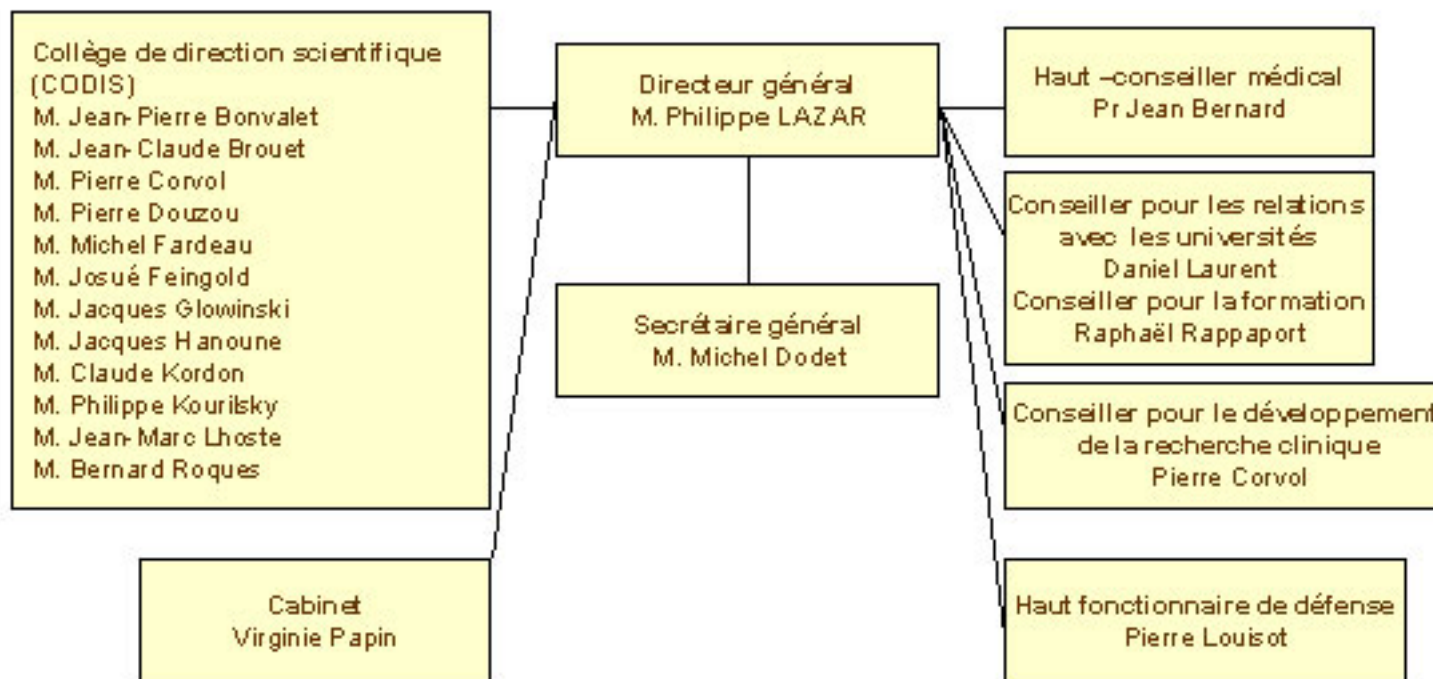 Collège de direction scientifique
(CODIS)
M. Jean-Pierre Bonvalet
M. Jean-Claude Brouet
M. Pierre Corvol
M. Pierre Douzou
M. Michel Fardeau
M. Josué Feingold
M. Jacques Glowinski
M. Jacques Hanoune
M. Claude Kordon
M. Philippe Kourilsky
M. Jean-Marc Lhoste
M. Bernard Roques
Directeur général
M. Philippe LAZAR
Haut –conseiller médical
Pr Jean Bernard
Conseiller pour les relations
avec les universités
Daniel Laurent
Conseiller pour la formation
Raphaël Rappaport
Secrétaire général
M. Michel Dodet
Conseiller pour le développement
de la recherche clinique
Pierre Corvol
Cabinet
Virginie Papin
Haut fonctionnaire de défense
Pierre Louisot